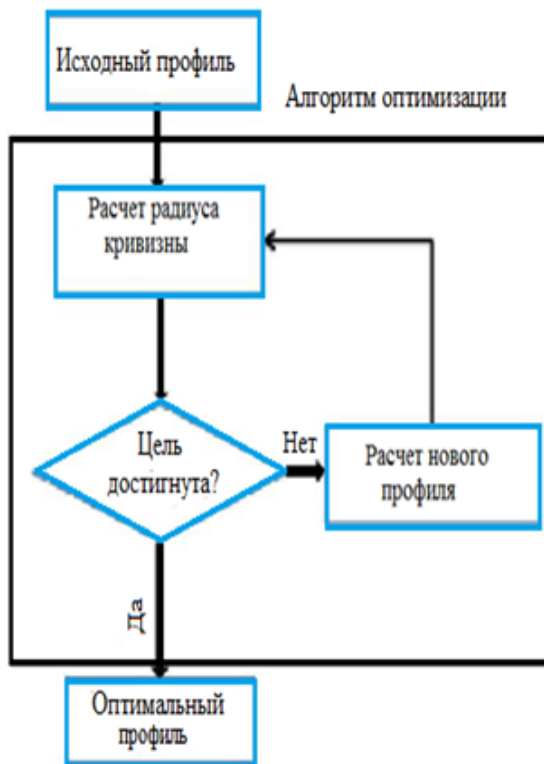 Исходный профиль
Алгоритм оптимизации
Расчет радиуса
кривизны
Цель
достигнута?
Нет
Расчет нового
профиля
Да
Оптимальный
профиль